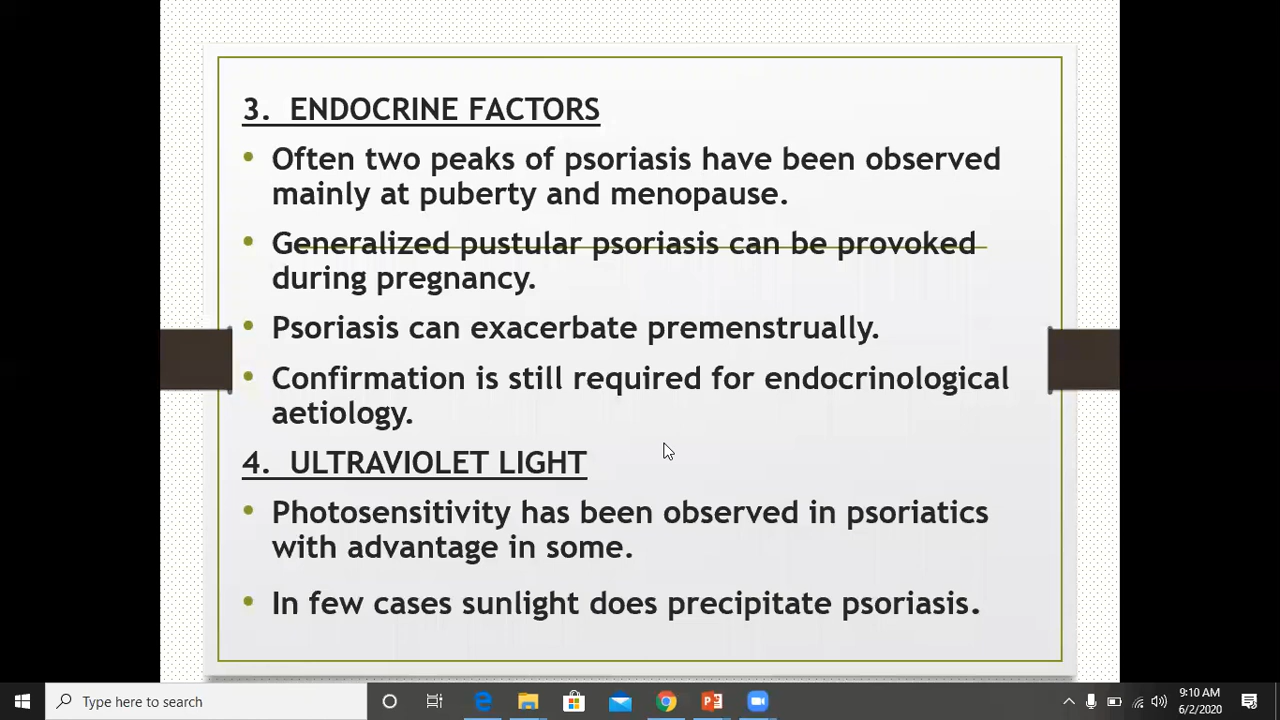 3. ENDOCRINE FACTORS
• Often two peaks of psoriasis have been observed
mainly at puberty and menopause.
• Generalized pustular psoriasis can be provoked
during pregnancy.
• Psoriasis can exacerbate premenstrually.
• Confirmation is still required for endocrinological
aetiology.
4. ULTRAVIOLET LIGHT
• Photosensitivity has been observed in psoriatics
with advantage in some.
• In few cases sunlight does precipitate psoriasis.
Type here to search
9:10 AM
6/2/2020